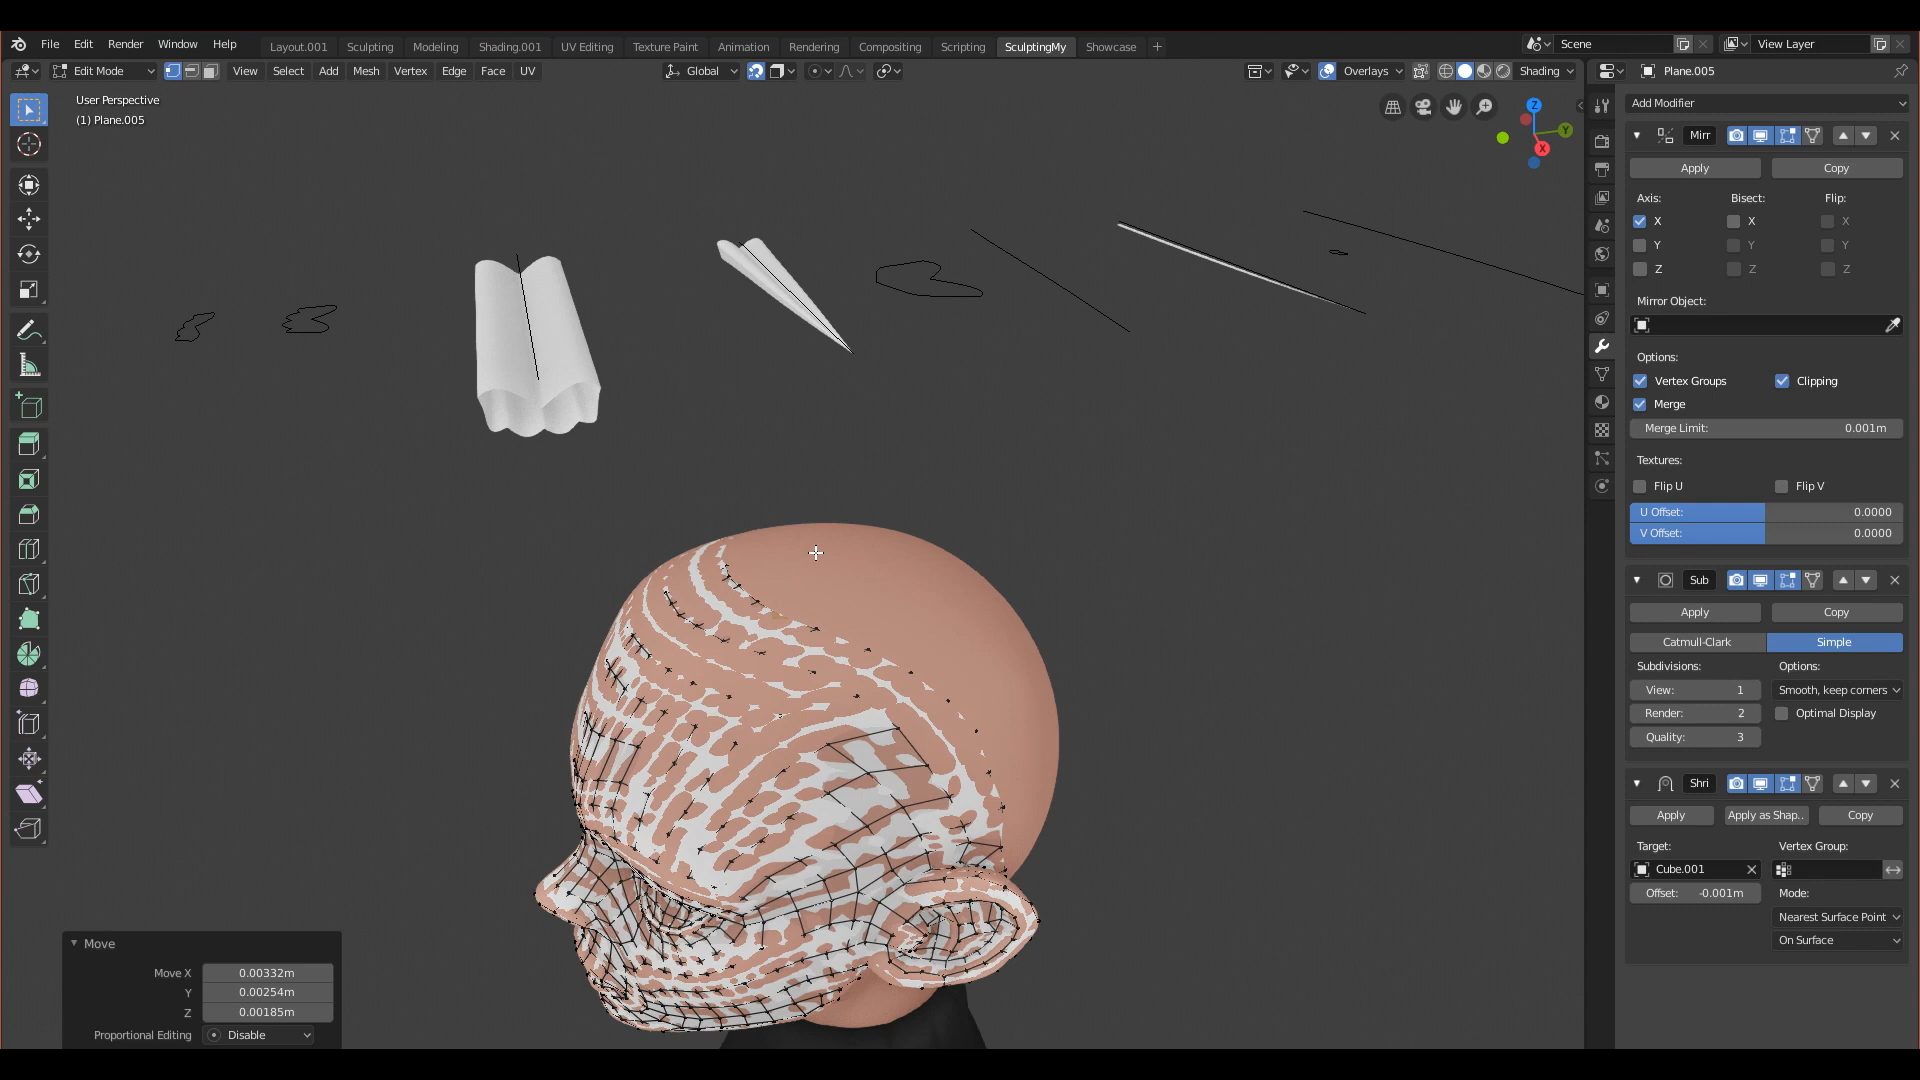 File Edit Render Window Help Layout.001 Sculpting Modeling Shading.001 UV Editing Texture Paint Animation Rendering Compositing Scripting SculptingMy Showcase + Scene View Layer
Edit Mode View Select Add Mesh Vertex Edge Face UV Global Overlays Shading Plane.005
User Perspective
(1) Plane.005
Z
Y
X
Add Modifier
Mirr
Apply Copy
Axis: Bisect: Flip:
X X X
Y Y Y
Z Z Z
Mirror Object:
Options:
Vertex Groups Clipping
Merge
Merge Limit: 0.001m
Textures:
Flip U Flip V
U Offset: 0.0000
V Offset: 0.0000
Sub
Apply Copy
Catmull-Clark Simple
Subdivisions: Options:
View: 1 Smooth, keep corners
Render: 2 Optimal Display
Quality: 3
Shri
Apply Apply as Shap.. Copy
Target: Vertex Group:
Cube.001
Offset: -0.001m Mode:
Nearest Surface Point
On Surface
Move
Move X 0.00332m
Y 0.00254m
Z 0.00185m
Proportional Editing Disable